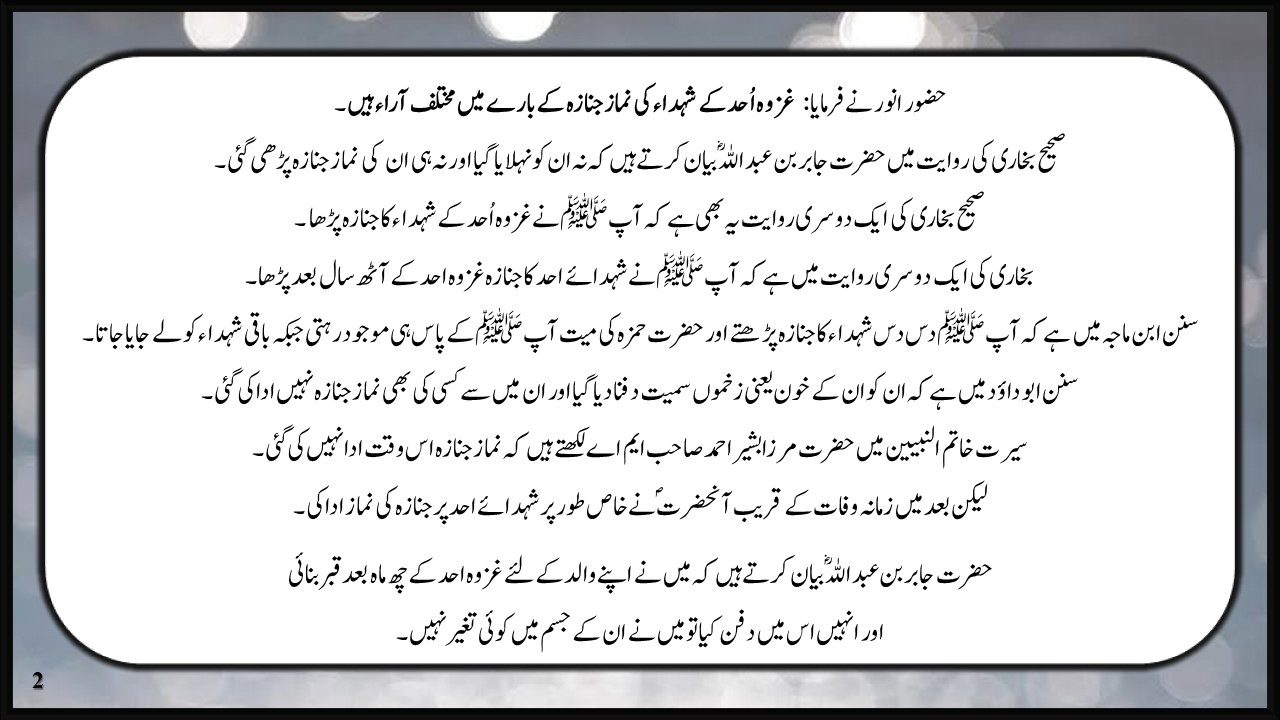 حضور انور نے فرمایا: غزوہ اُحد کے شہداء کی نماز جنازہ کے بارے میں مختلف آراء ہیں۔
صحیح بخاری کی روایت میں حضرت جابر بن عبد اللہؓ بیان کرتے ہیں کہ نہ ان کو نہلایا گیا اور نہ ہی ان کی نماز جنازہ پڑھی گئی۔
صحیح بخاری کی ایک دوسری روایت یہ بھی ہے کہ آپ ﷺ نے غزوہ اُحد کے شہداء کا جنازہ پڑھا۔
بخاری کی ایک دوسری روایت میں ہے کہ آپ ﷺ نے شہدائے احد کا جنازہ غزوہ احد کے آٹھ سال بعد پڑھا۔
سنن ابن ماجہ میں ہے کہ آپ ﷺ دس دس شہداء کا جنازہ پڑھتے اور حضرت حمزہ کی میت آپ ﷺ کے پاس ہی موجود رہتی جبکہ باقی شہداء کو لے جایا جاتا۔
سنن ابو داؤد میں ہے کہ ان کو ان کے خون یعنی زخموں سمیت دفنا دیا گیا اور ان میں سے کسی کی بھی نماز جنازہ نہیں ادا کی گئی۔
سیرت خاتم النبیین میں حضرت مرزا بشیر احمد صاحب ایم اے لکھتے ہیں کہ نماز جنازہ اس وقت ادا نہیں کی گئی۔
لیکن بعد میں زمانہ وفات کے قریب آنحضرتؐ نے خاص طور پر شہدائے احد پر جنازہ کی نماز ادا کی۔
حضرت جابر بن عبد اللہؓ بیان کرتے ہیں کہ میں نے اپنے والد کے لئے غزوہ احد کے چھ ماہ بعد قبر بنائی
اور انہیں اس میں دفن کیا تو میں نے ان کے جسم میں کوئی تغیر نہیں۔
2